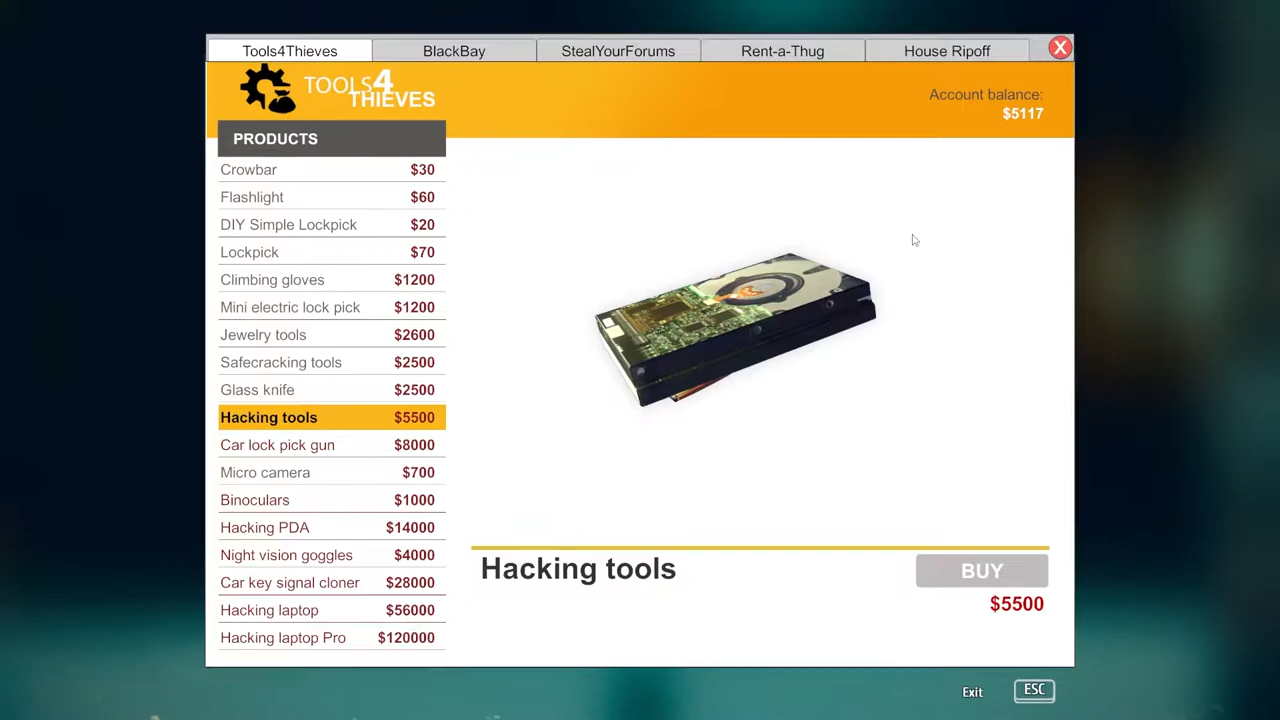 Tools4Thieves BlackBay StealYourForums Rent-a-Thug House Ripoff X
TOOLS4
THIEVES
Account balance:
$5117
PRODUCTS
Crowbar $30
Flashlight $60
DIY Simple Lockpick $20
Lockpick $70
Climbing gloves $1200
Mini electric lock pick $1200
Jewelry tools $2600
Safecracking tools $2500
Glass knife $2500
Hacking tools $5500
Car lock pick gun $8000
Micro camera $700
Binoculars $1000
Hacking PDA $14000
Night vision goggles $4000
Car key signal cloner $28000
Hacking laptop $56000
Hacking laptop Pro $120000
Hacking tools
BUY
$5500
Exit ESC